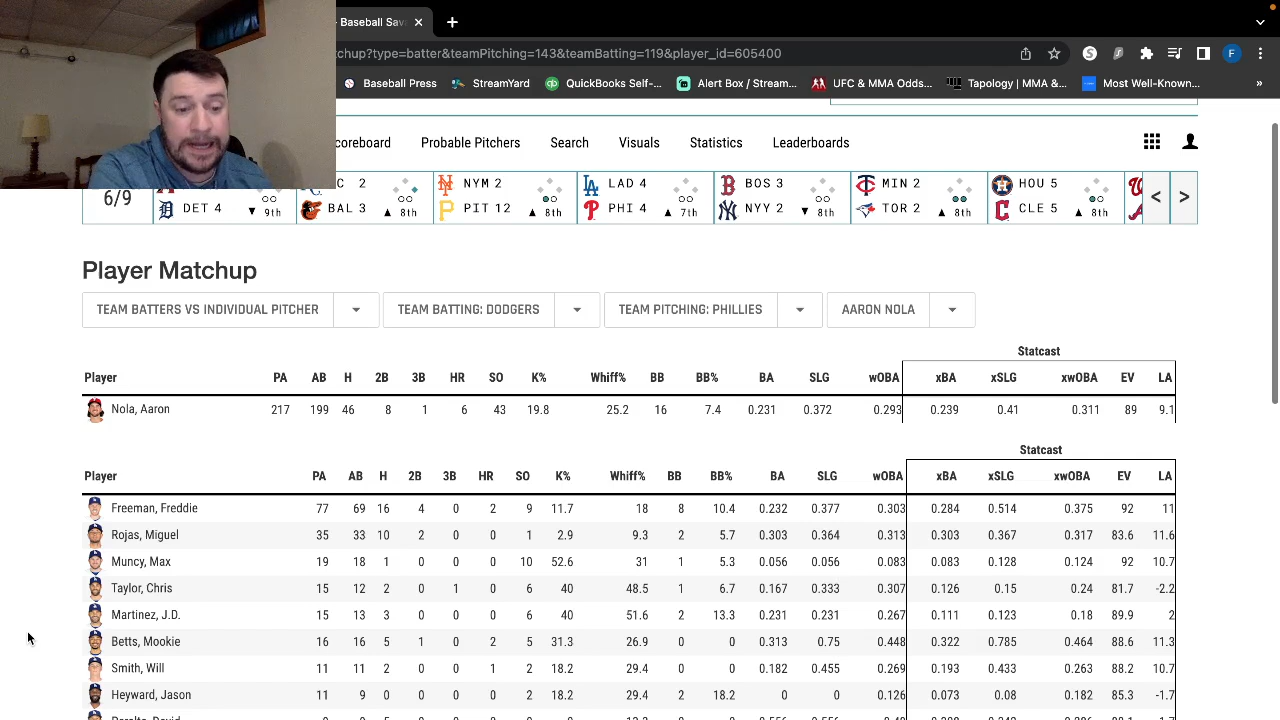 - Baseball Sava
tchup?type=batter&teamPitching=143&teamBatting=119&player_id=605400
F
Baseball Press StreamYard QuickBooks Self-... Alert Box / Stream... UFC & MMA Odds... Tapology | MMA &... Most Well-Known... »
coreboard Probable Pitchers Search Visuals Statistics Leaderboards
6/9
C 2 NYM 2 LAD 4 BOS 3 MIN 2 HOU 5
DET 4 ▼ 9th BAL 3 ▲ 8th PIT 12 ▲ 8th PHI 4 ▲ 7th NYY 2 ▼ 8th TOR 2 ▲ 8th CLE 5 ▲ 8th
< >
Player Matchup
TEAM BATTERS VS INDIVIDUAL PITCHER TEAM BATTING: DODGERS TEAM PITCHING: PHILLIES AARON NOLA
Statcast
Player PA AB H 2B 3B HR SO K% Whiff% BB BB% BA SLG wOBA xBA xSLG xwOBA EV LA
Nola, Aaron 217 199 46 8 1 6 43 19.8 25.2 16 7.4 0.231 0.372 0.293 0.239 0.41 0.311 89 9.1
Statcast
Player PA AB H 2B 3B HR SO K% Whiff% BB BB% BA SLG wOBA xBA xSLG xwOBA EV LA
Freeman, Freddie 77 69 16 4 0 2 9 11.7 18 8 10.4 0.232 0.377 0.303 0.284 0.514 0.375 92 11
Rojas, Miguel 35 33 10 2 0 0 1 2.9 9.3 2 5.7 0.303 0.364 0.313 0.303 0.367 0.317 83.6 11.6
Muncy, Max 19 18 1 0 0 0 10 52.6 31 1 5.3 0.056 0.056 0.083 0.083 0.128 0.124 92 10.7
Taylor, Chris 15 12 2 0 1 0 6 40 48.5 1 6.7 0.167 0.333 0.307 0.126 0.15 0.24 81.7 -2.2
Martinez, J.D. 15 13 3 0 0 0 6 40 51.6 2 13.3 0.231 0.231 0.267 0.111 0.123 0.18 89.9 2
Betts, Mookie 16 16 5 1 0 2 5 31.3 26.9 0 0 0.313 0.75 0.448 0.322 0.785 0.464 88.6 11.3
Smith, Will 11 11 2 0 0 1 2 18.2 29.4 0 0 0.182 0.455 0.269 0.193 0.433 0.263 88.2 10.7
Heyward, Jason 11 9 0 0 0 0 2 18.2 29.4 2 18.2 0 0 0.126 0.073 0.08 0.182 85.3 -1.7